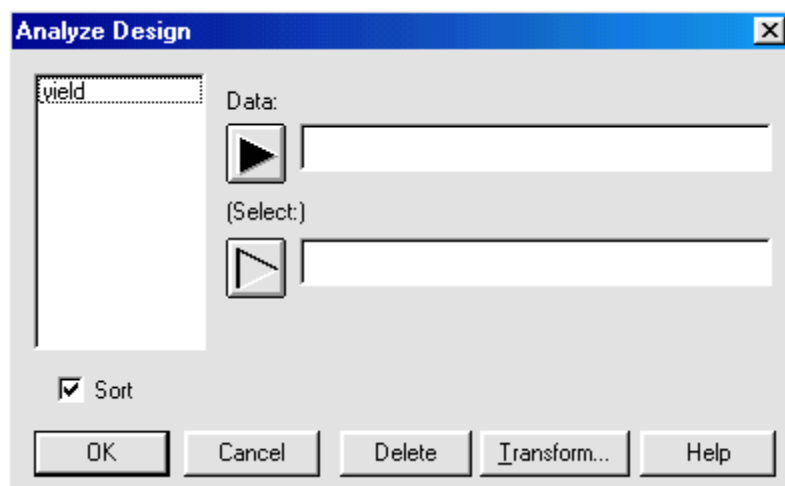 Analyze Design
yield
Data:
(Select:)
Sort
OK Cancel Delete Transform... Help